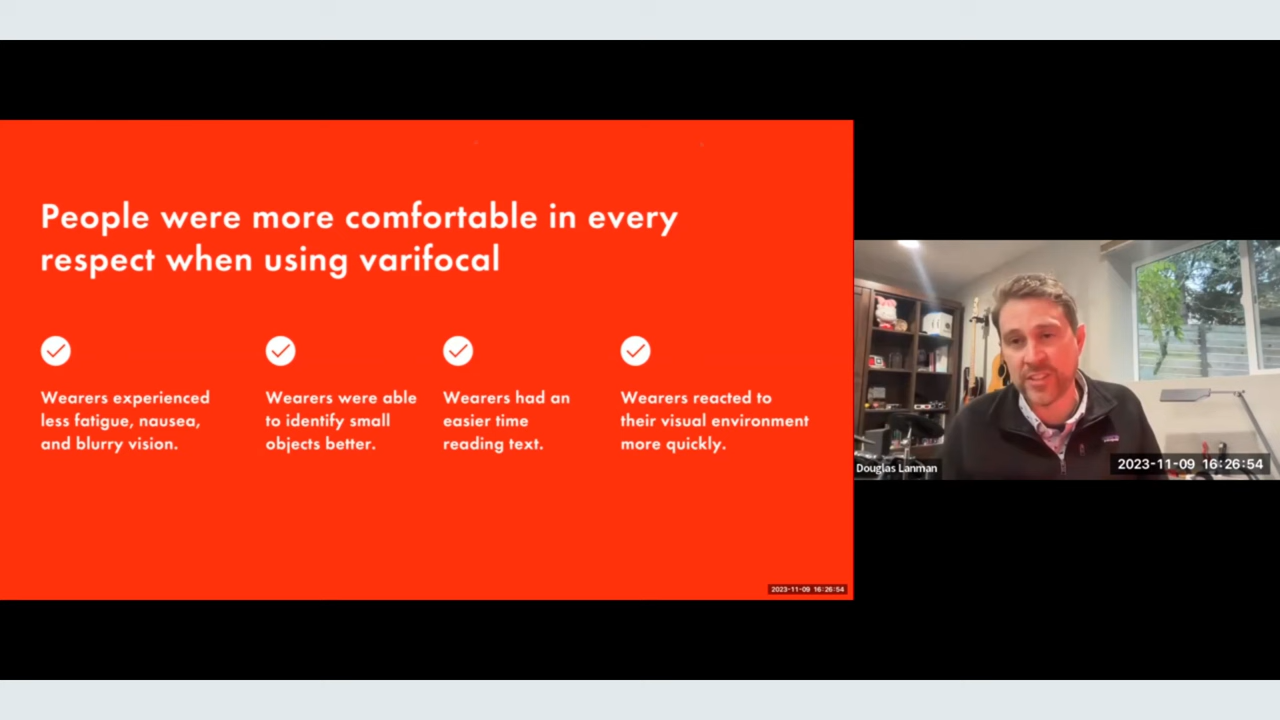 People were more comfortable in every
respect when using varifocal
Wearers experienced
less fatigue, nausea,
and blurry vision.
Wearers were able
to identify small
objects better.
Wearers had an
easier time
reading text.
Wearers reacted to
their visual environment
more quickly.
2023-11-09 16:26:54
Douglas Lanman
2023-11-09 16:26:54